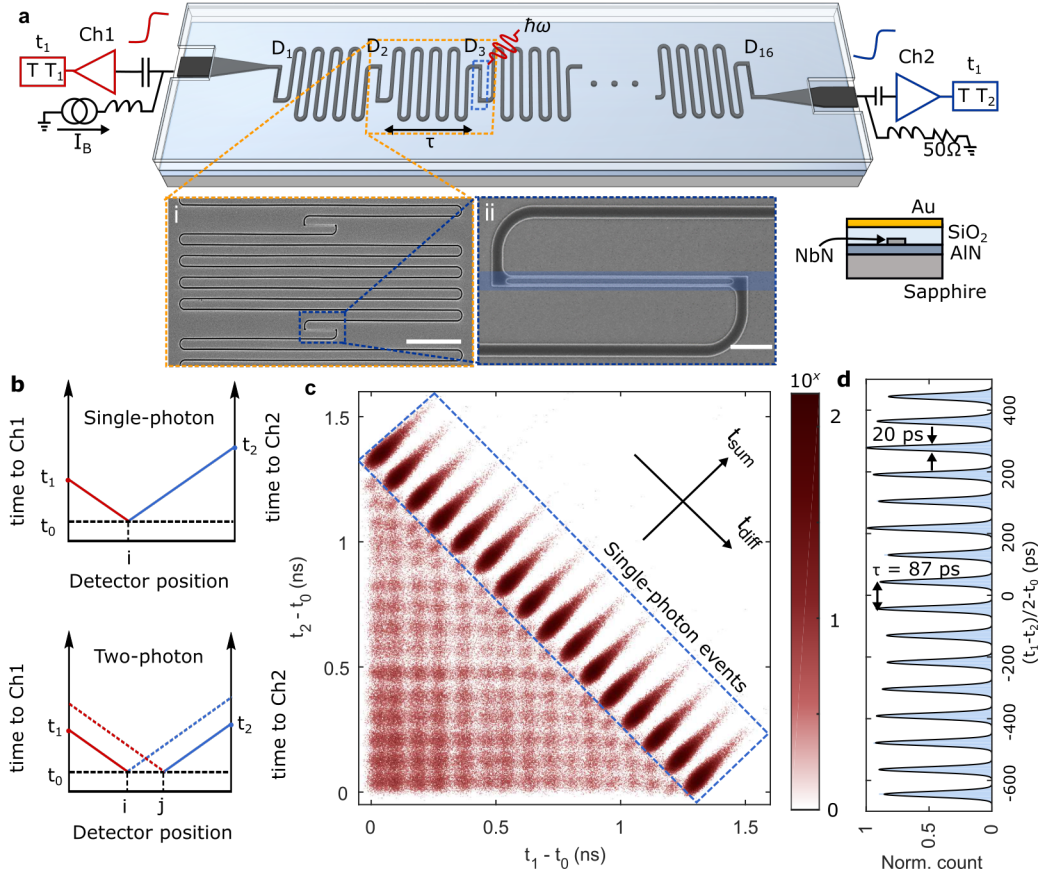 a
t₁
Ch1
T T₁
I_B
D₁
D₂
D₃
ħω
D₁₆
τ
Ch2
t₁
T T₂
50Ω
i
ii
Au
SiO₂
NbN
AlN
Sapphire
b
Single-photon
time to Ch1
time to Ch2
t₁
t₂
t₀
i
Detector position
Two-photon
time to Ch1
time to Ch2
t₁
t₂
t₀
i
j
Detector position
c
t_sum
t_diff
Single-photon events
t₂ - t₀ (ns)
1.5
1
0.5
0
0
0.5
1
1.5
t₁ - t₀ (ns)
10ˣ
2
1
0
d
20 ps
τ = 87 ps
400
200
0
-200
-400
-600
(t₁-t₂)/2-t₀ (ps)
1
0.5
0
Norm. count